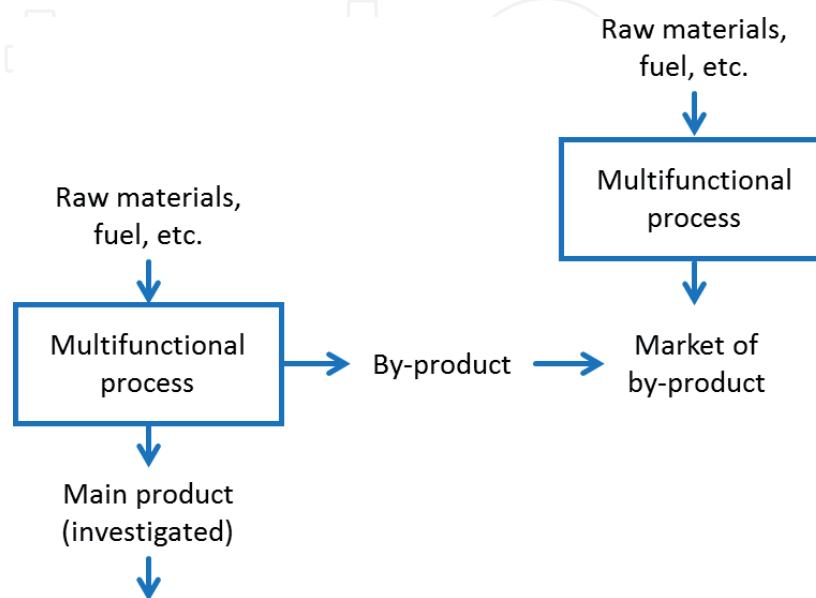 Raw materials,
fuel, etc.
Multifunctional
process
Raw materials,
fuel, etc.
Multifunctional
process
By-product
Market of
by-product
Main product
(investigated)